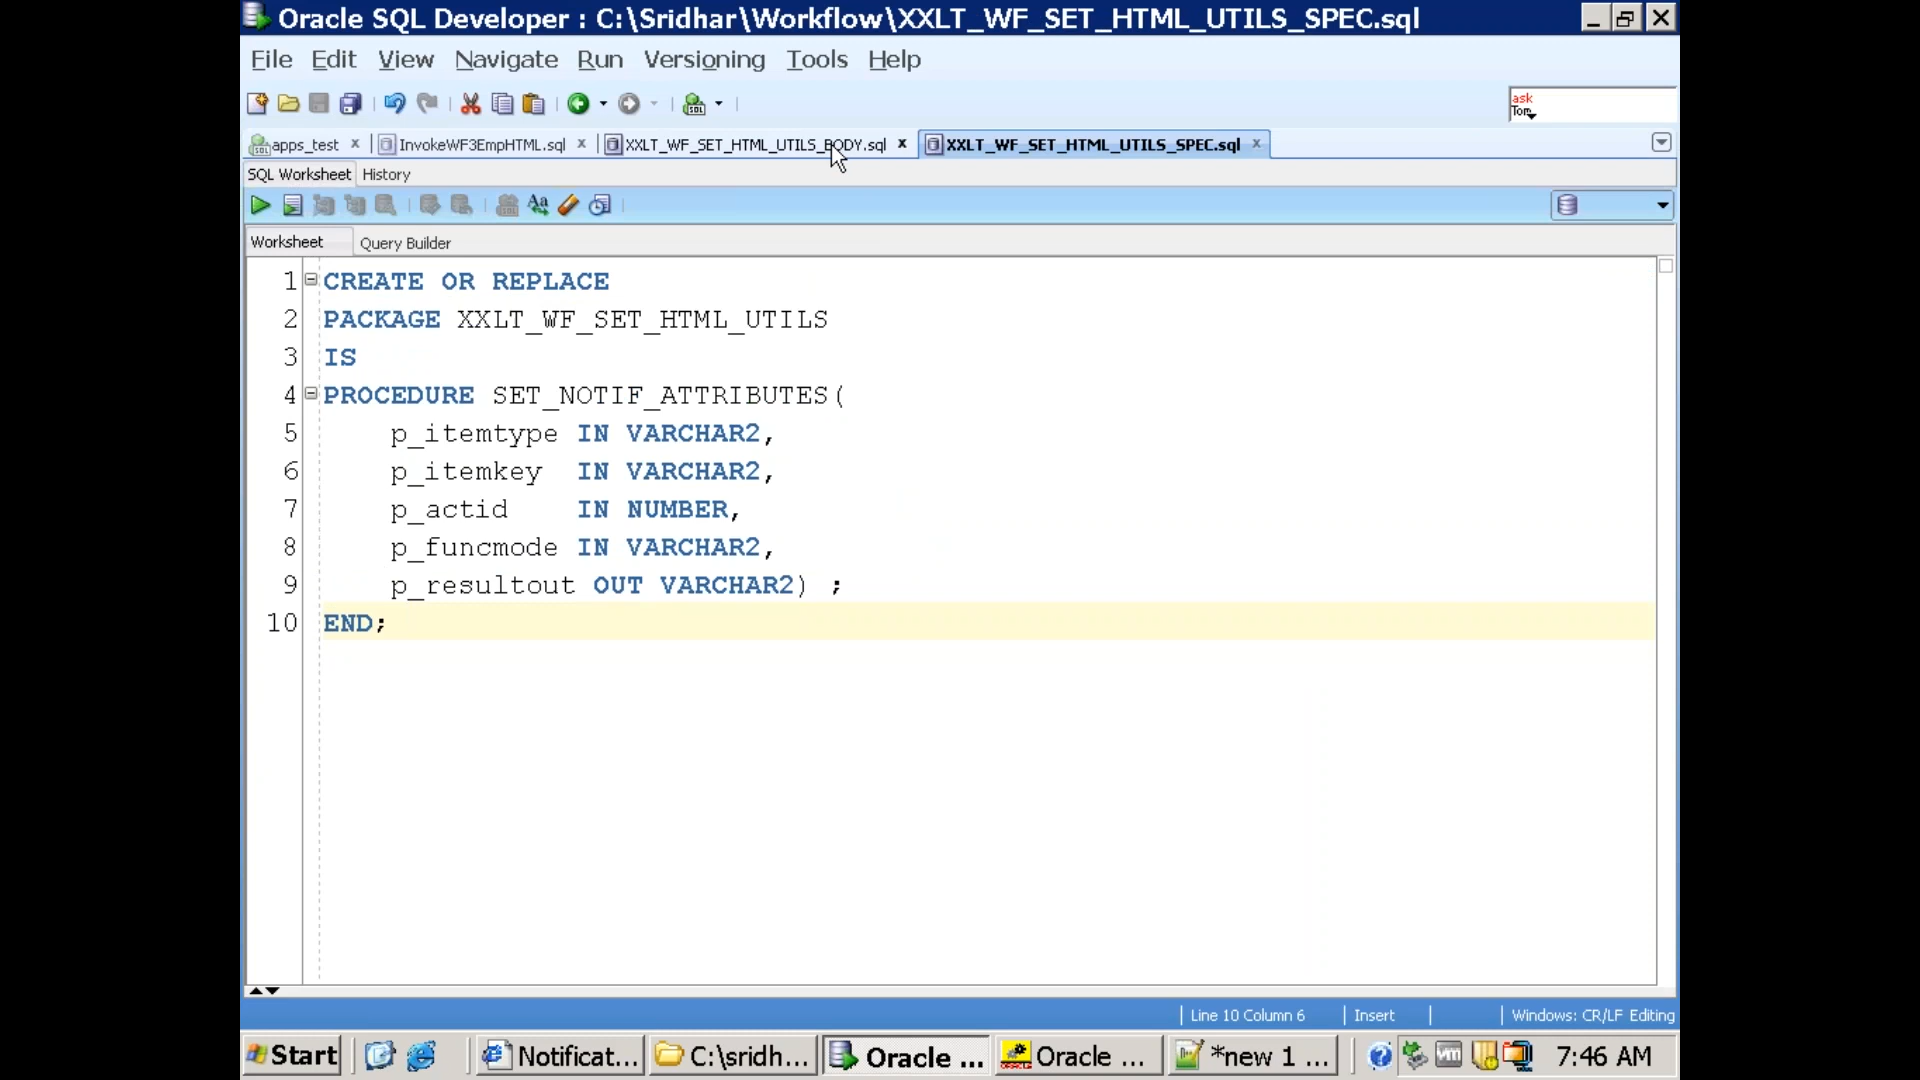 Oracle SQL Developer : C:\Sridhar\Workflow\XXLT_WF_SET_HTML_UTILS_SPEC.sql
File Edit View Navigate Run Versioning Tools Help
ask
Tom
apps_test InvokeWF3EmpHTML.sql XXLT_WF_SET_HTML_UTILS_BODY.sql XXLT_WF_SET_HTML_UTILS_SPEC.sql
SQL Worksheet History
Worksheet Query Builder
1 CREATE OR REPLACE
2 PACKAGE XXLT_WF_SET_HTML_UTILS
3 IS
4 PROCEDURE SET_NOTIF_ATTRIBUTES(
5 p_itemtype IN VARCHAR2,
6 p_itemkey IN VARCHAR2,
7 p_actid IN NUMBER,
8 p_funcmode IN VARCHAR2,
9 p_resultout OUT VARCHAR2) ;
10 END;
Line 10 Column 6 Insert Windows: CR/LF Editing
Start Notificat... C:\sridh... Oracle ... Oracle ... *new 1 ... 7:46 AM